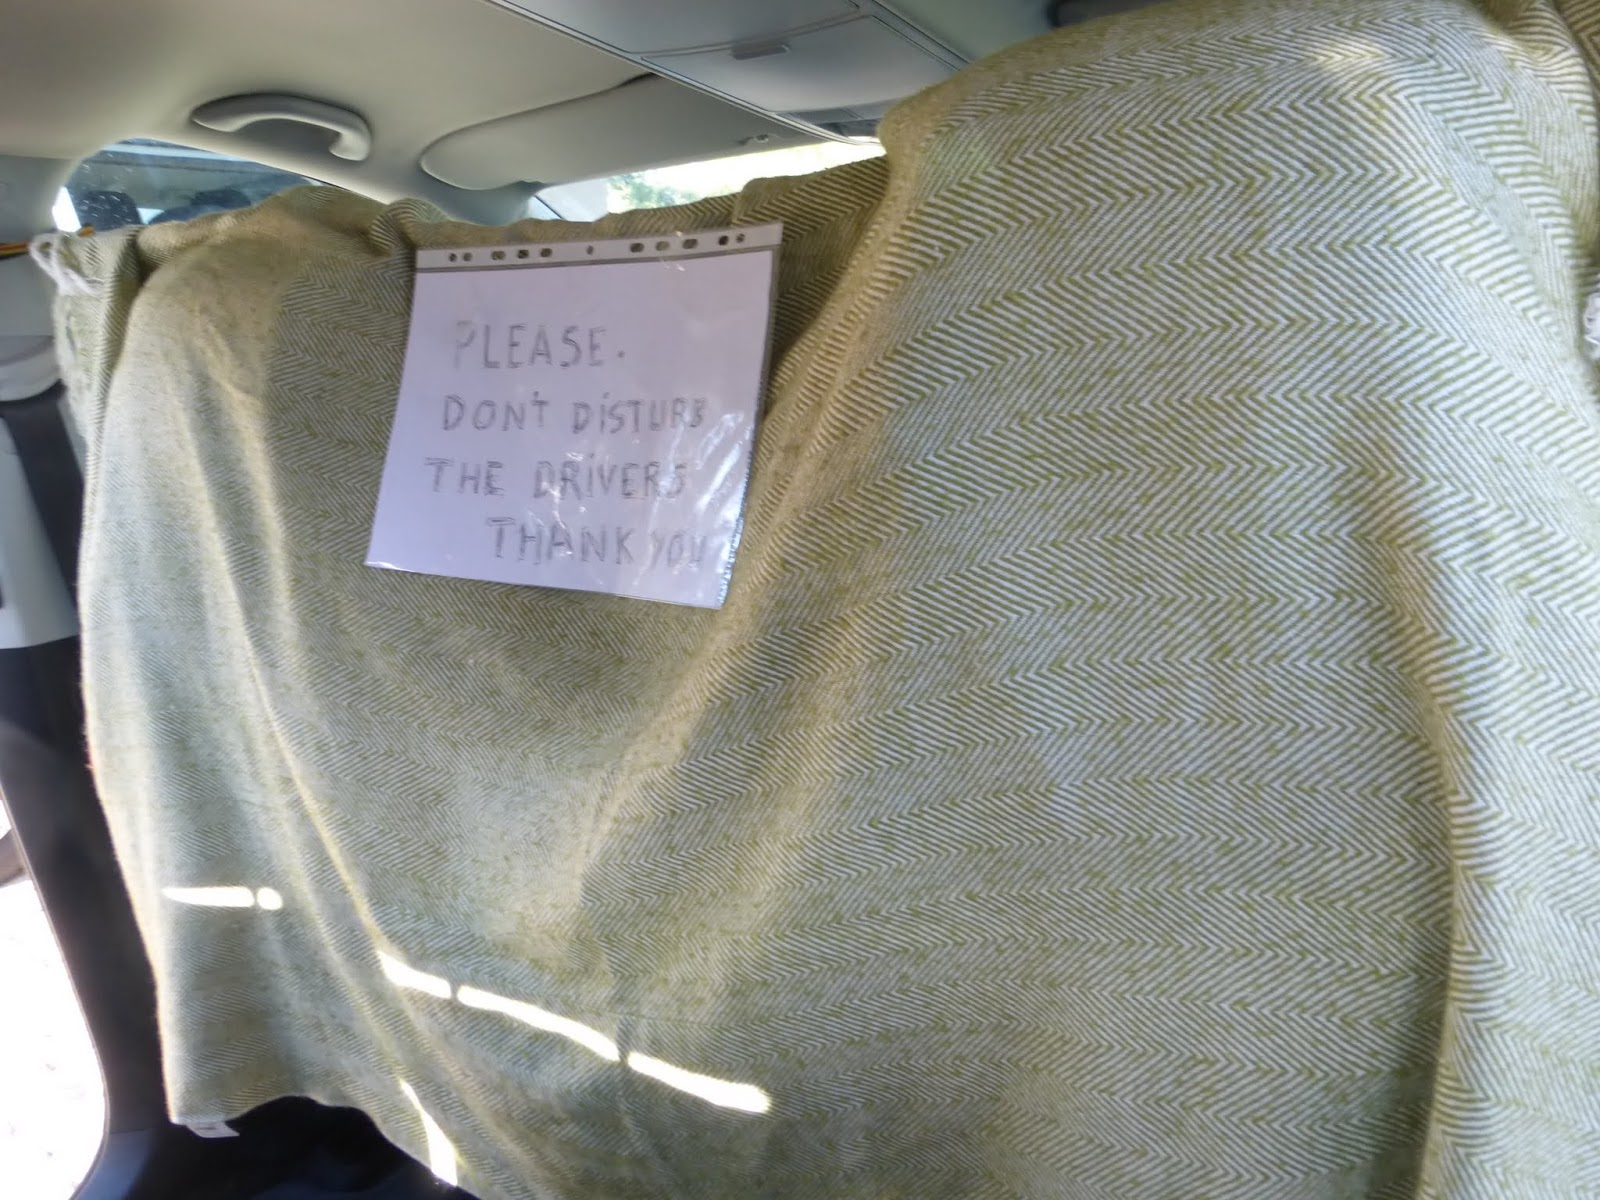 PLEASE.
DON't DiSTURB
THE DRiVERS
THANK YOU